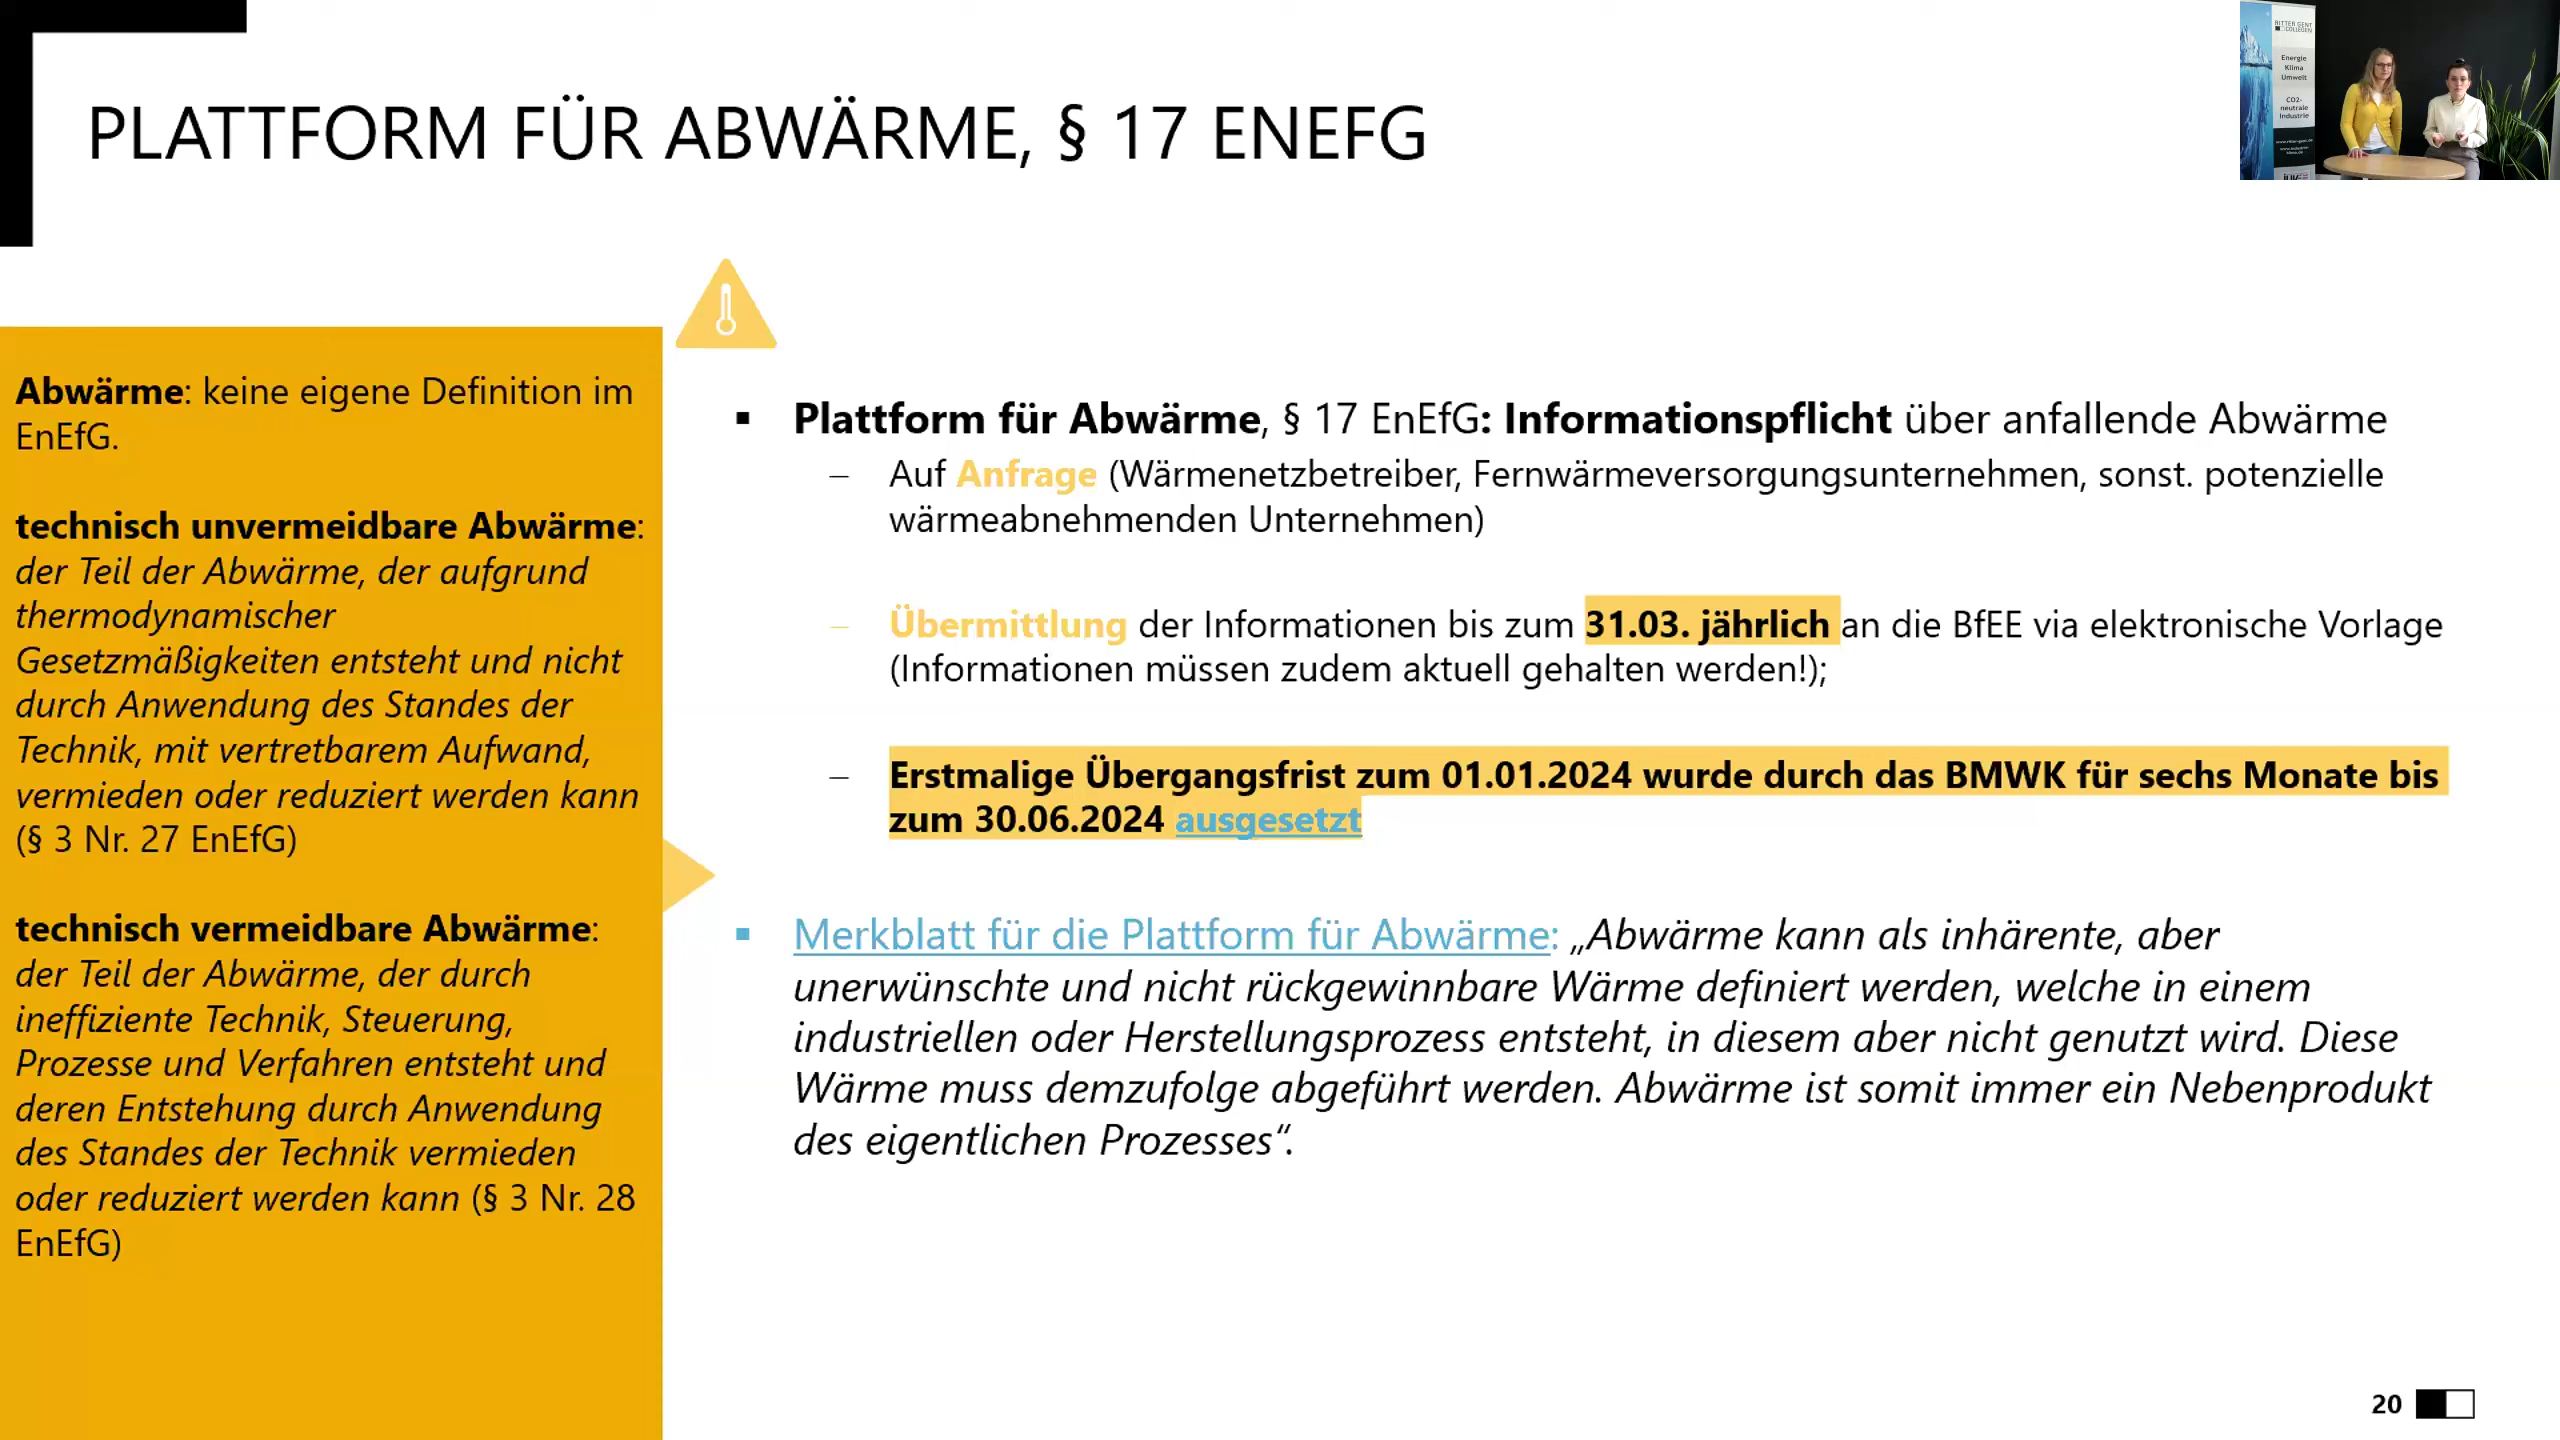 PLATTFORM FÜR ABWÄRME, § 17 ENEFG
RITTER GENT
COLLEGEN
Energie
Klima
Umwelt
CO2-
neutrale
Industrie
Abwärme: keine eigene Definition im
EnEfG.
technisch unvermeidbare Abwärme:
der Teil der Abwärme, der aufgrund
thermodynamischer
Gesetzmäßigkeiten entsteht und nicht
durch Anwendung des Standes der
Technik, mit vertretbarem Aufwand,
vermieden oder reduziert werden kann
(§ 3 Nr. 27 EnEfG)
technisch vermeidbare Abwärme:
der Teil der Abwärme, der durch
ineffiziente Technik, Steuerung,
Prozesse und Verfahren entsteht und
deren Entstehung durch Anwendung
des Standes der Technik vermieden
oder reduziert werden kann (§ 3 Nr. 28
EnEfG)
▪ Plattform für Abwärme, § 17 EnEfG: Informationspflicht über anfallende Abwärme
– Auf Anfrage (Wärmenetzbetreiber, Fernwärmeversorgungsunternehmen, sonst. potenzielle
wärmeabnehmenden Unternehmen)
– Übermittlung der Informationen bis zum 31.03. jährlich an die BfEE via elektronische Vorlage
(Informationen müssen zudem aktuell gehalten werden!);
– Erstmalige Übergangsfrist zum 01.01.2024 wurde durch das BMWK für sechs Monate bis
zum 30.06.2024 ausgesetzt
▪ Merkblatt für die Plattform für Abwärme: „Abwärme kann als inhärente, aber
unerwünschte und nicht rückgewinnbare Wärme definiert werden, welche in einem
industriellen oder Herstellungsprozess entsteht, in diesem aber nicht genutzt wird. Diese
Wärme muss demzufolge abgeführt werden. Abwärme ist somit immer ein Nebenprodukt
des eigentlichen Prozesses“.
20